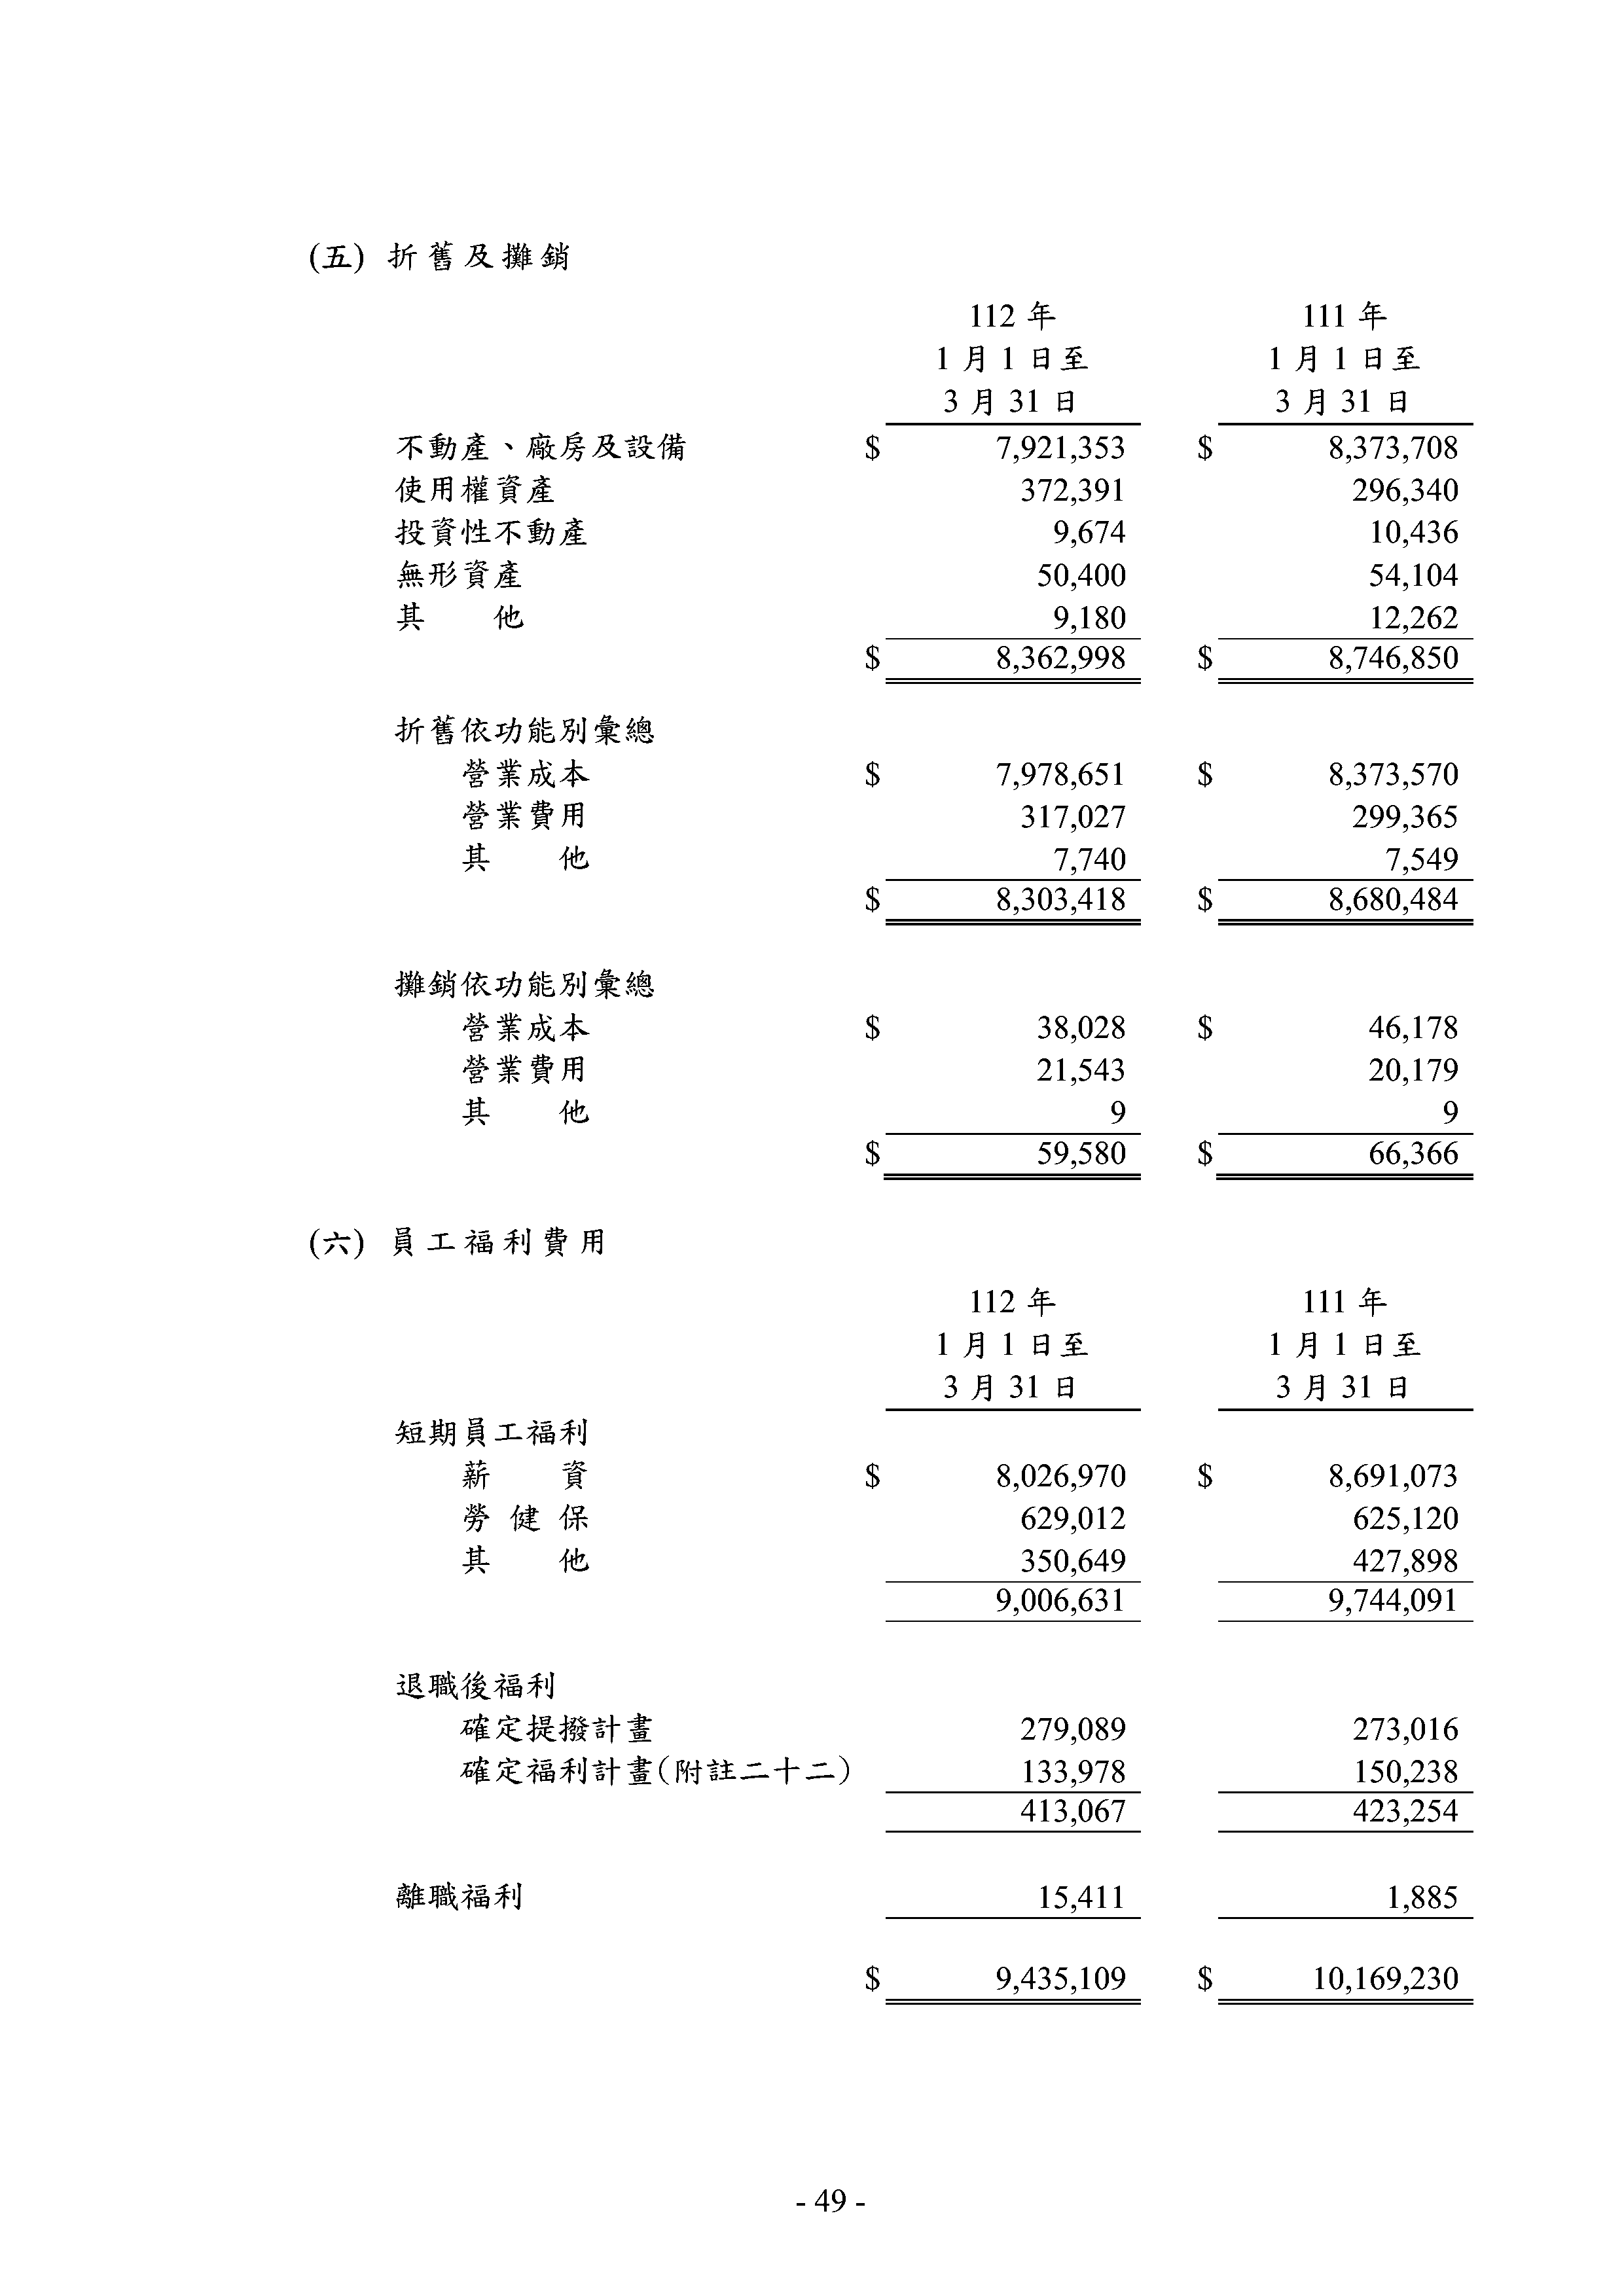 (五) 折舊及攤銷
112 年 111 年
1 月 1 日至 1 月 1 日至
3 月 31 日 3 月 31 日
不動產、廠房及設備 $ 7,921,353 $ 8,373,708
使用權資產 372,391 296,340
投資性不動產 9,674 10,436
無形資產 50,400 54,104
其 他 9,180 12,262
$ 8,362,998 $ 8,746,850
折舊依功能別彙總
營業成本 $ 7,978,651 $ 8,373,570
營業費用 317,027 299,365
其 他 7,740 7,549
$ 8,303,418 $ 8,680,484
攤銷依功能別彙總
營業成本 $ 38,028 $ 46,178
營業費用 21,543 20,179
其 他 9 9
$ 59,580 $ 66,366
(六) 員工福利費用
112 年 111 年
1 月 1 日至 1 月 1 日至
3 月 31 日 3 月 31 日
短期員工福利
薪 資 $ 8,026,970 $ 8,691,073
勞 健 保 629,012 625,120
其 他 350,649 427,898
9,006,631 9,744,091
退職後福利
確定提撥計畫 279,089 273,016
確定福利計畫(附註二十二) 133,978 150,238
413,067 423,254
離職福利 15,411 1,885
$ 9,435,109 $ 10,169,230
- 49 -